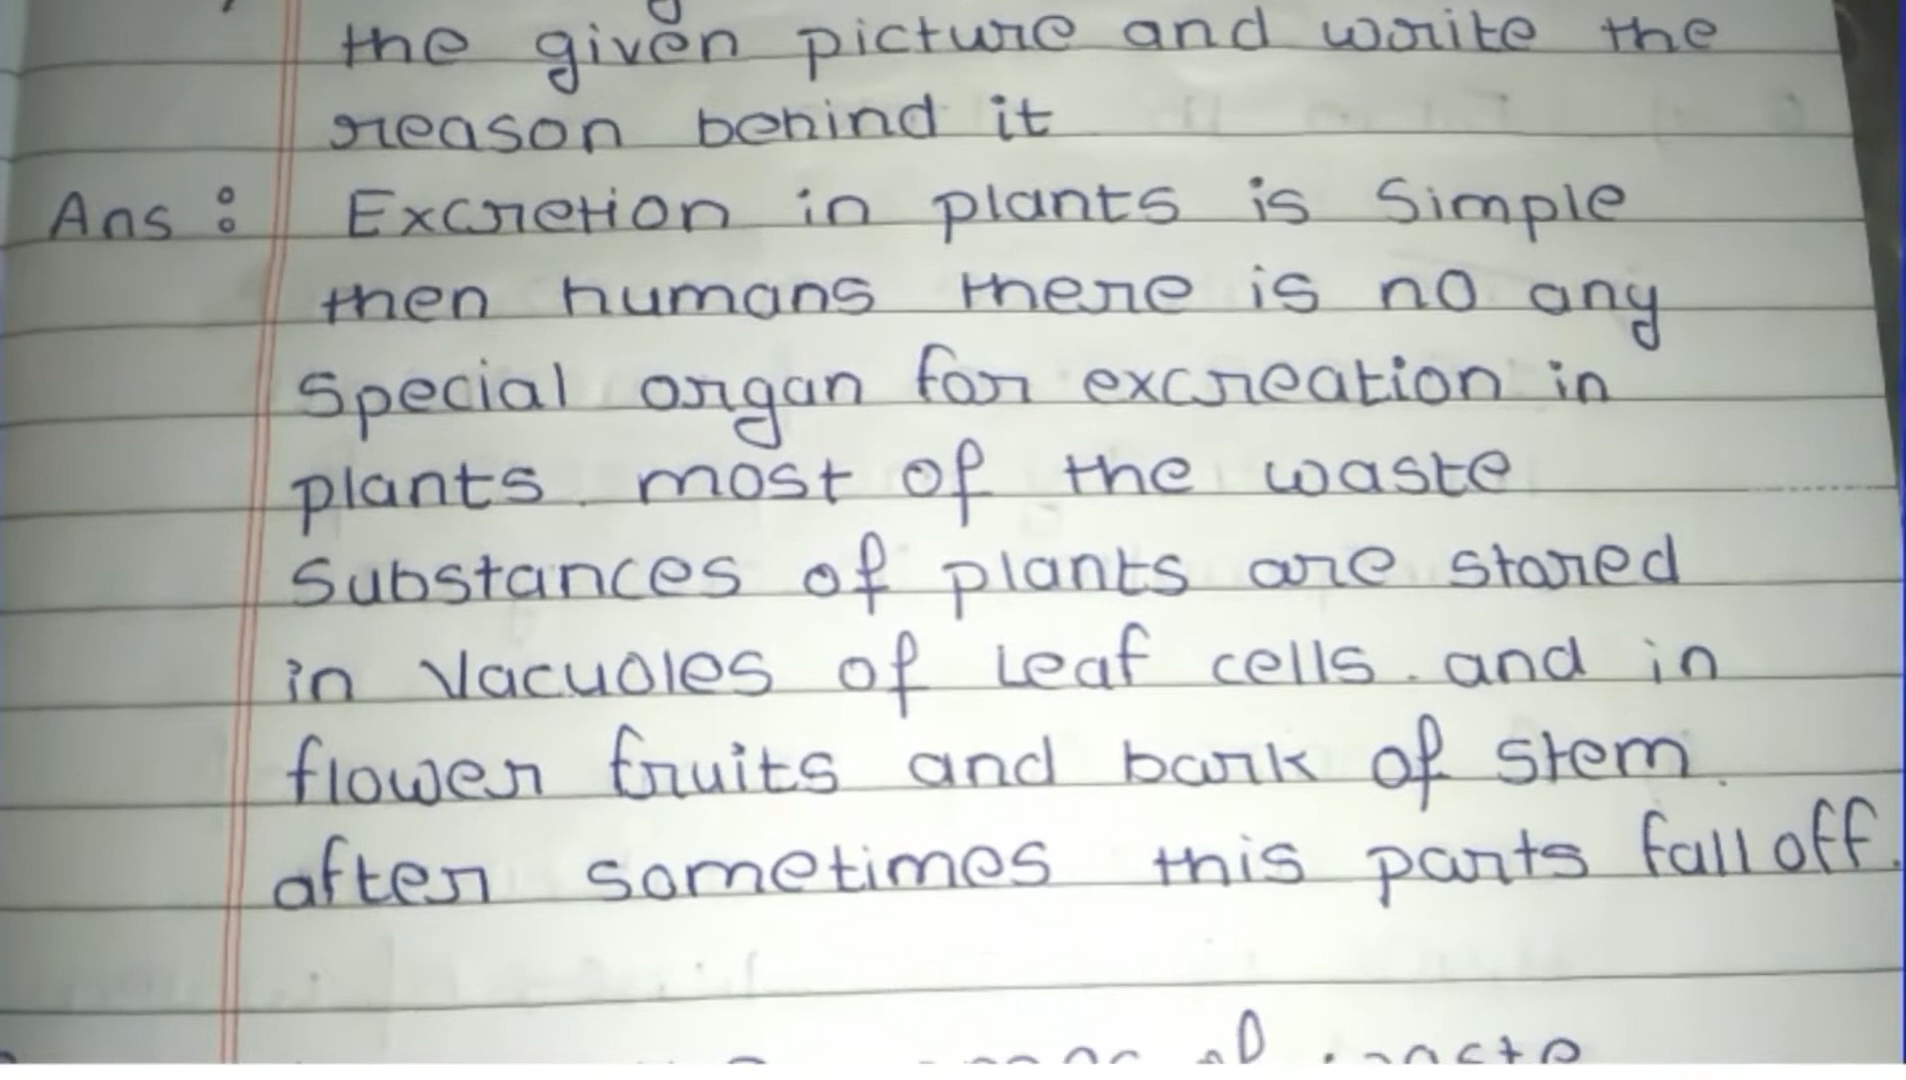 the given picture and write the
reason behind it
Ans : Excretion in plants is Simple
then humans there is no any
Special organ for excreation in
plants most of the waste
Substances of plants are stored
in Vacuoles of Leaf cells. and in
flower fruits and bark of stem.
after sometimes this parts fall off.
of waste